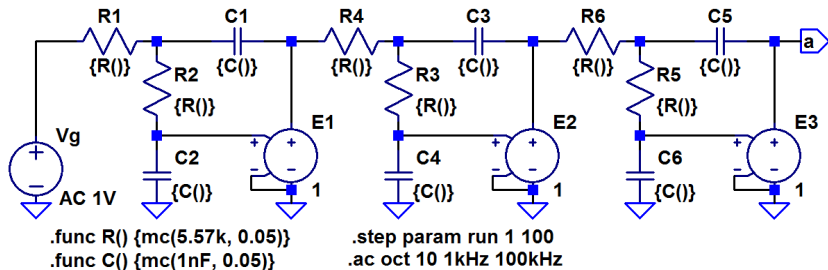 R1 C1 R4 C3 R6 C5 a
{R()} {C()} {R()} {C()} {R()} {C()}
R2 R3 R5
{R()} {R()} {R()}
Vg E1 E2 E3
C2 C4 C6
AC 1V {C()} 1 {C()} 1 {C()} 1
.func R() {mc(5.57k, 0.05)} .step param run 1 100
.func C() {mc(1nF, 0.05)} .ac oct 10 1kHz 100kHz